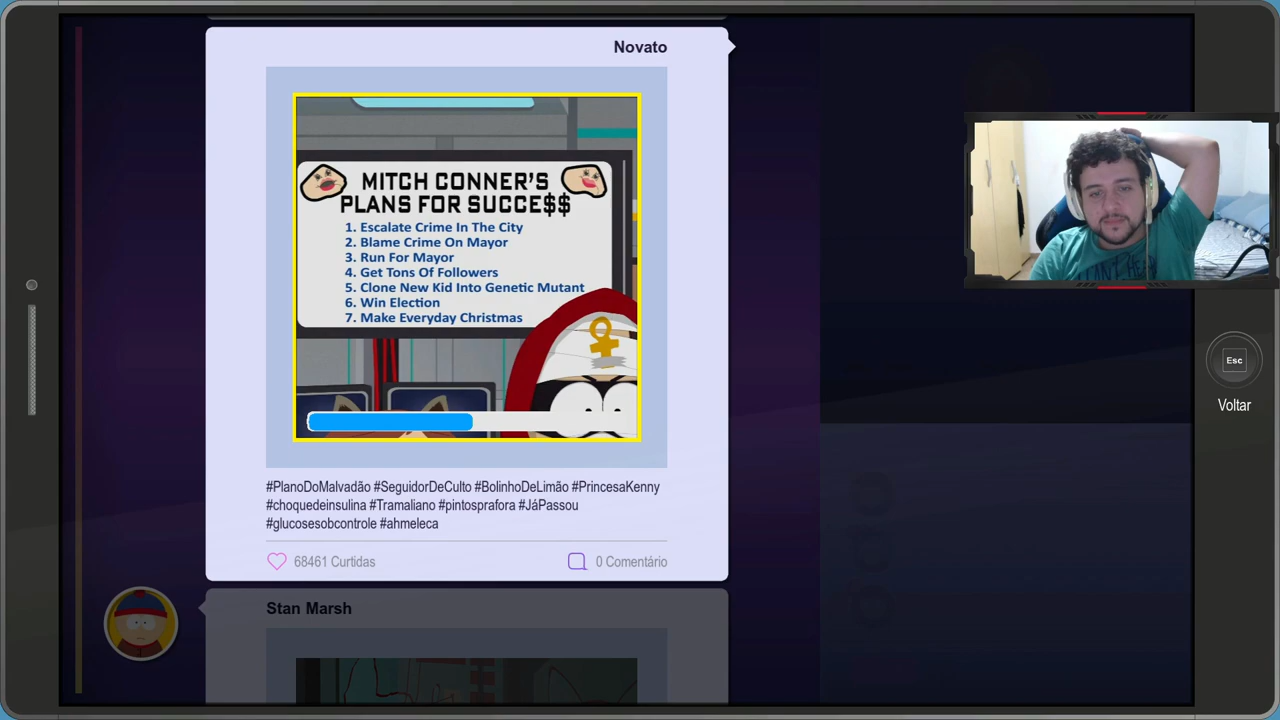 Novato
MITCH CONNER'S
PLANS FOR SUCCE$$
1. Escalate Crime In The City
2. Blame Crime On Mayor
3. Run For Mayor
4. Get Tons Of Followers
5. Clone New Kid Into Genetic Mutant
6. Win Election
7. Make Everyday Christmas
#PlanoDoMalvadão #SeguidorDeCulto #BolinhoDeLimão #PrincesaKenny
#choquedeinsulina #Tramaliano #pintosprafora #JáPassou
#glucosesobcontrole #ahmeleca
68461 Curtidas
0 Comentário
Stan Marsh
Esc
Voltar